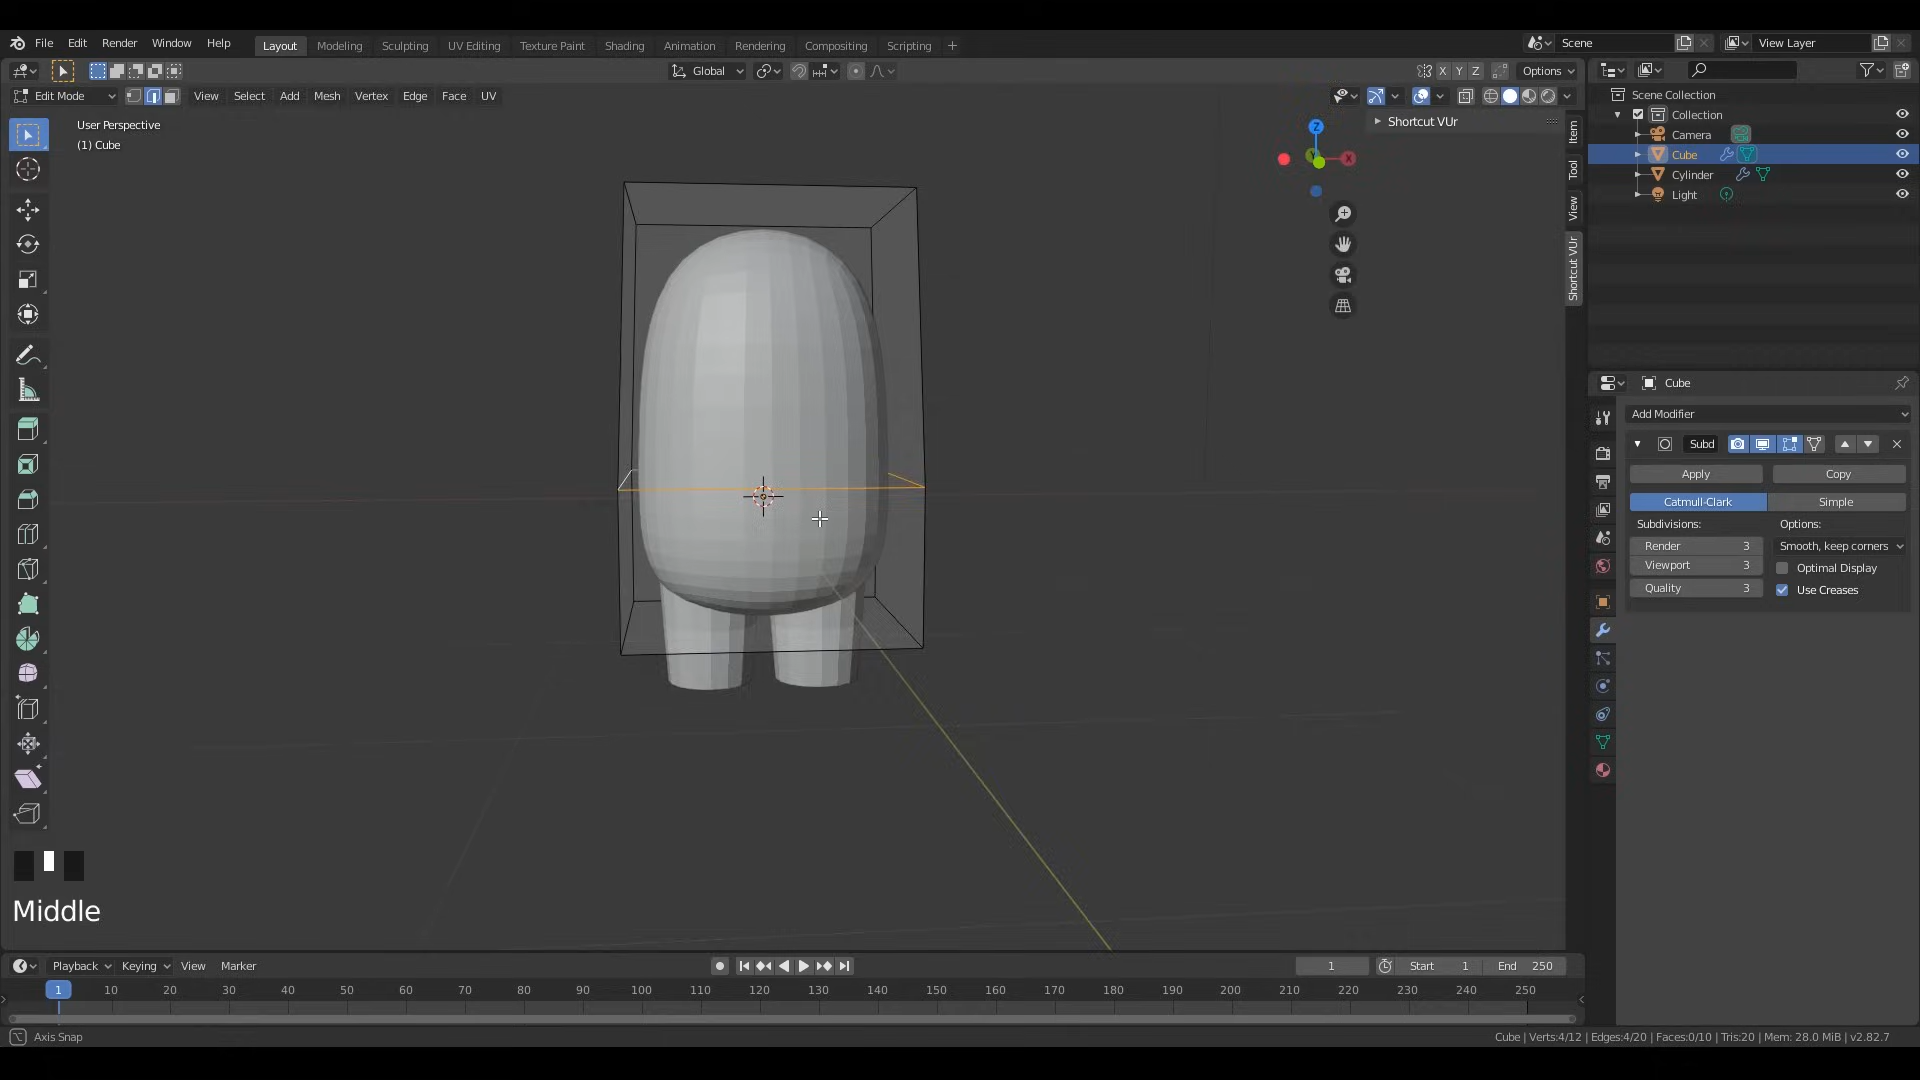 File Edit Render Window Help Layout Modeling Sculpting UV Editing Texture Paint Shading Animation Rendering Compositing Scripting + Scene View Layer
Global X Y Z Options
Edit Mode View Select Add Mesh Vertex Edge Face UV
User Perspective
(1) Cube
Shortcut VUr
Z
X
Y
Item
Tool
View
Shortcut VUr
Scene Collection
Collection
Camera
Cube
Cylinder
Light
Cube
Add Modifier
Subd
Apply Copy
Catmull-Clark Simple
Subdivisions: Options:
Render 3 Smooth, keep corners
Viewport 3 Optimal Display
Quality 3 Use Creases
Middle
Playback Keying View Marker 1 Start 1 End 250
1 10 20 30 40 50 60 70 80 90 100 110 120 130 140 150 160 170 180 190 200 210 220 230 240 250
Axis Snap Cube | Verts:4/12 | Edges:4/20 | Faces:0/10 | Tris:20 | Mem: 28.0 MiB | v2.82.7